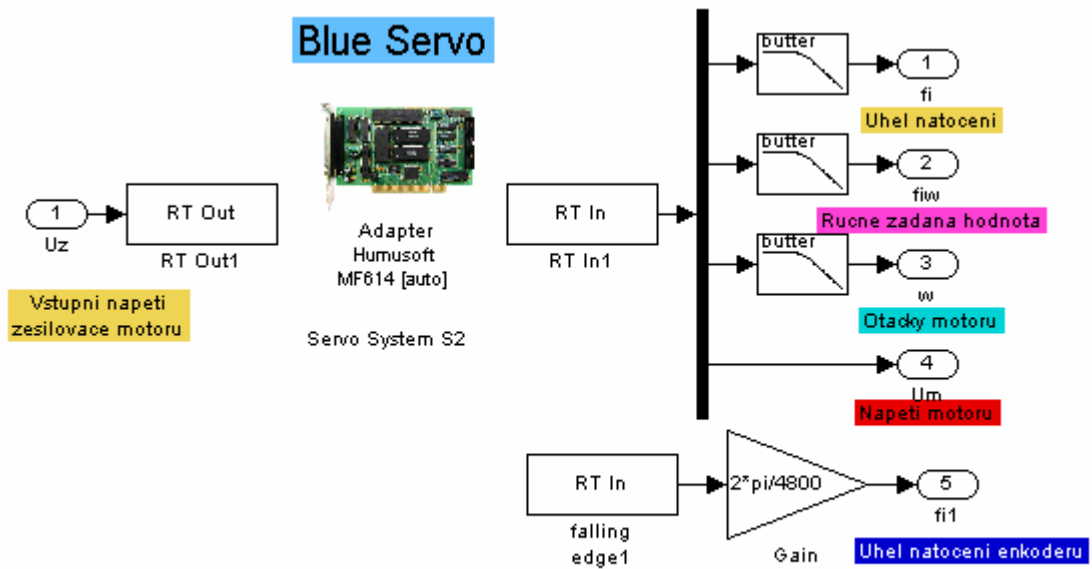 Blue Servo
1
Uz
RT Out
RT Out1
Vstupni napeti
zesilovace motoru
Adapter
Humusoft
MF614 [auto]
Servo System S2
RT In
RT In1
butter
1
fi
Uhel natoceni
butter
2
fiw
Rucne zadana hodnota
butter
3
w
Otacky motoru
4
Um
Napeti motoru
RT In
falling
edge1
2*pi/4800
Gain
5
fi1
Uhel natoceni enkoderu